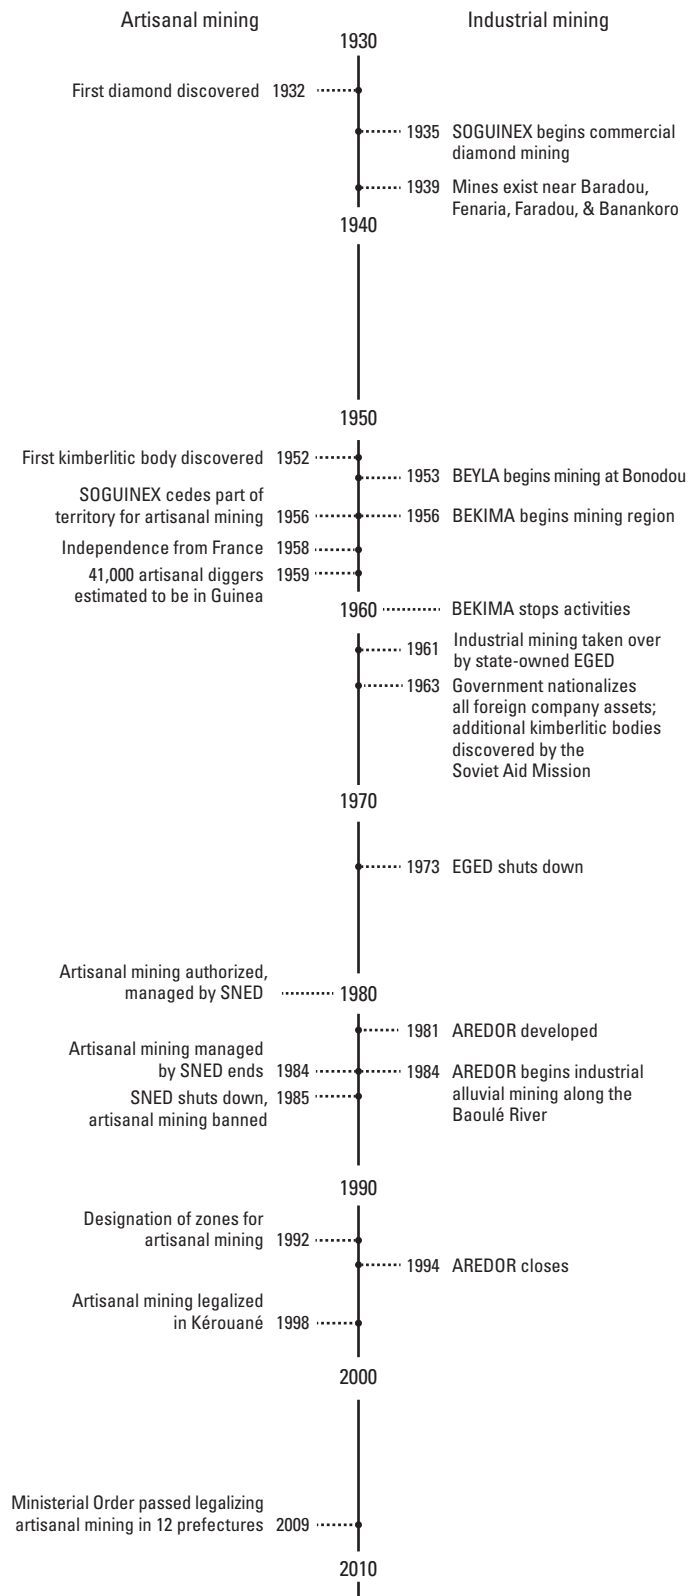 Artisanal mining
Industrial mining
1930
First diamond discovered 1932
1935 SOGUINEX begins commercial
diamond mining
1939 Mines exist near Baradou,
Fenaria, Faradou, & Banankoro
1940
1950
First kimberlitic body discovered 1952
1953 BEYLA begins mining at Bonodou
SOGUINEX cedes part of
territory for artisanal mining 1956
1956 BEKIMA begins mining region
Independence from France 1958
41,000 artisanal diggers
estimated to be in Guinea
1959
1960
BEKIMA stops activities
1961 Industrial mining taken over
by state-owned EGED
1963 Government nationalizes
all foreign company assets;
additional kimberlitic bodies
discovered by the
Soviet Aid Mission
1970
1973 EGED shuts down
Artisanal mining authorized,
managed by SNED
1980
1981 AREDOR developed
Artisanal mining managed
by SNED ends 1984
1984 AREDOR begins industrial
alluvial mining along the
Baoulé River
SNED shuts down, 1985
artisanal mining banned
1990
Designation of zones for
artisanal mining 1992
1994 AREDOR closes
Artisanal mining legalized
in Kérouané 1998
2000
Ministerial Order passed legalizing
artisanal mining in 12 prefectures 2009
2010